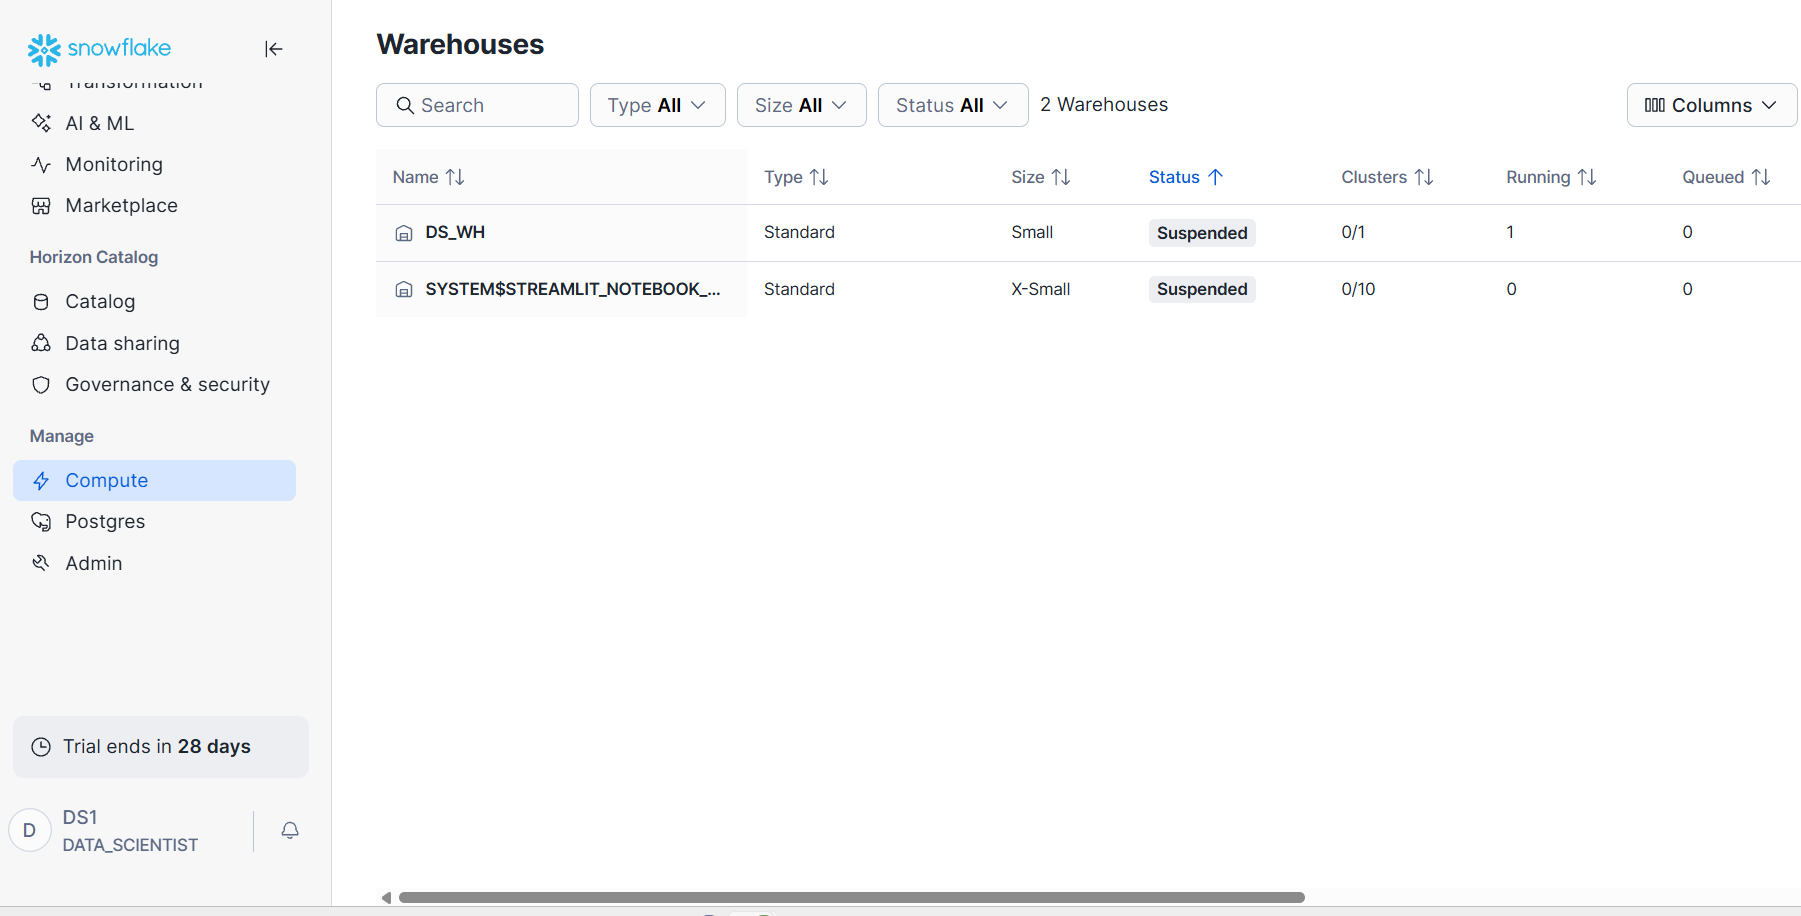 snowflake
Transformation
AI & ML
Monitoring
Marketplace
Horizon Catalog
Catalog
Data sharing
Governance & security
Manage
Compute
Postgres
Admin
Trial ends in 28 days
D
DS1
DATA_SCIENTIST
Warehouses
Search Type All Size All Status All 2 Warehouses Columns
Name Type Size Status Clusters Running Queued
DS_WH Standard Small Suspended 0/1 1 0
SYSTEM$STREAMLIT_NOTEBOOK_... Standard X-Small Suspended 0/10 0 0